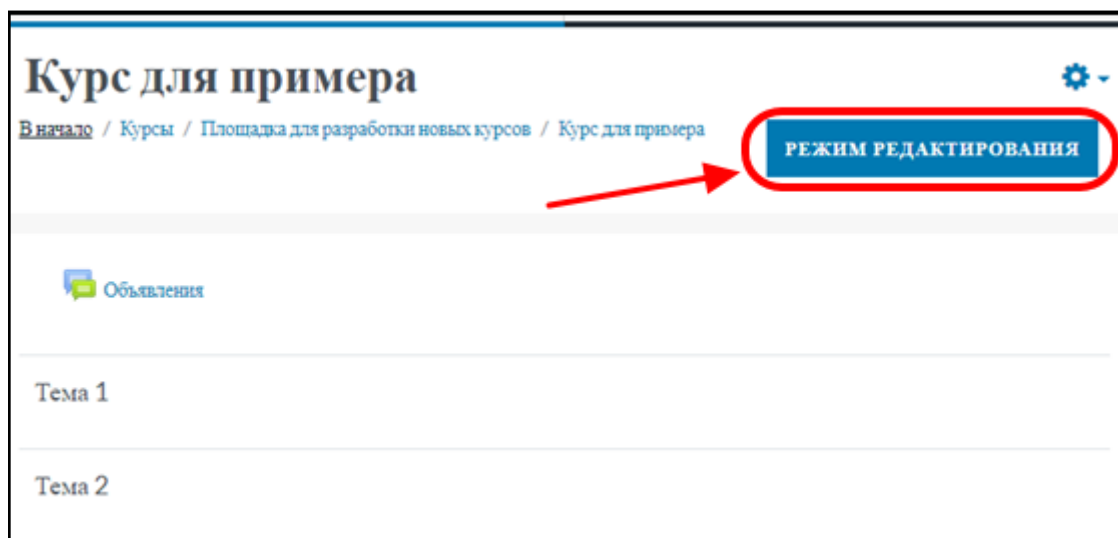 Курс для примера
В начало / Курсы / Площадка для разработки новых курсов / Курс для примера
РЕЖИМ РЕДАКТИРОВАНИЯ
Объявления
Тема 1
Тема 2